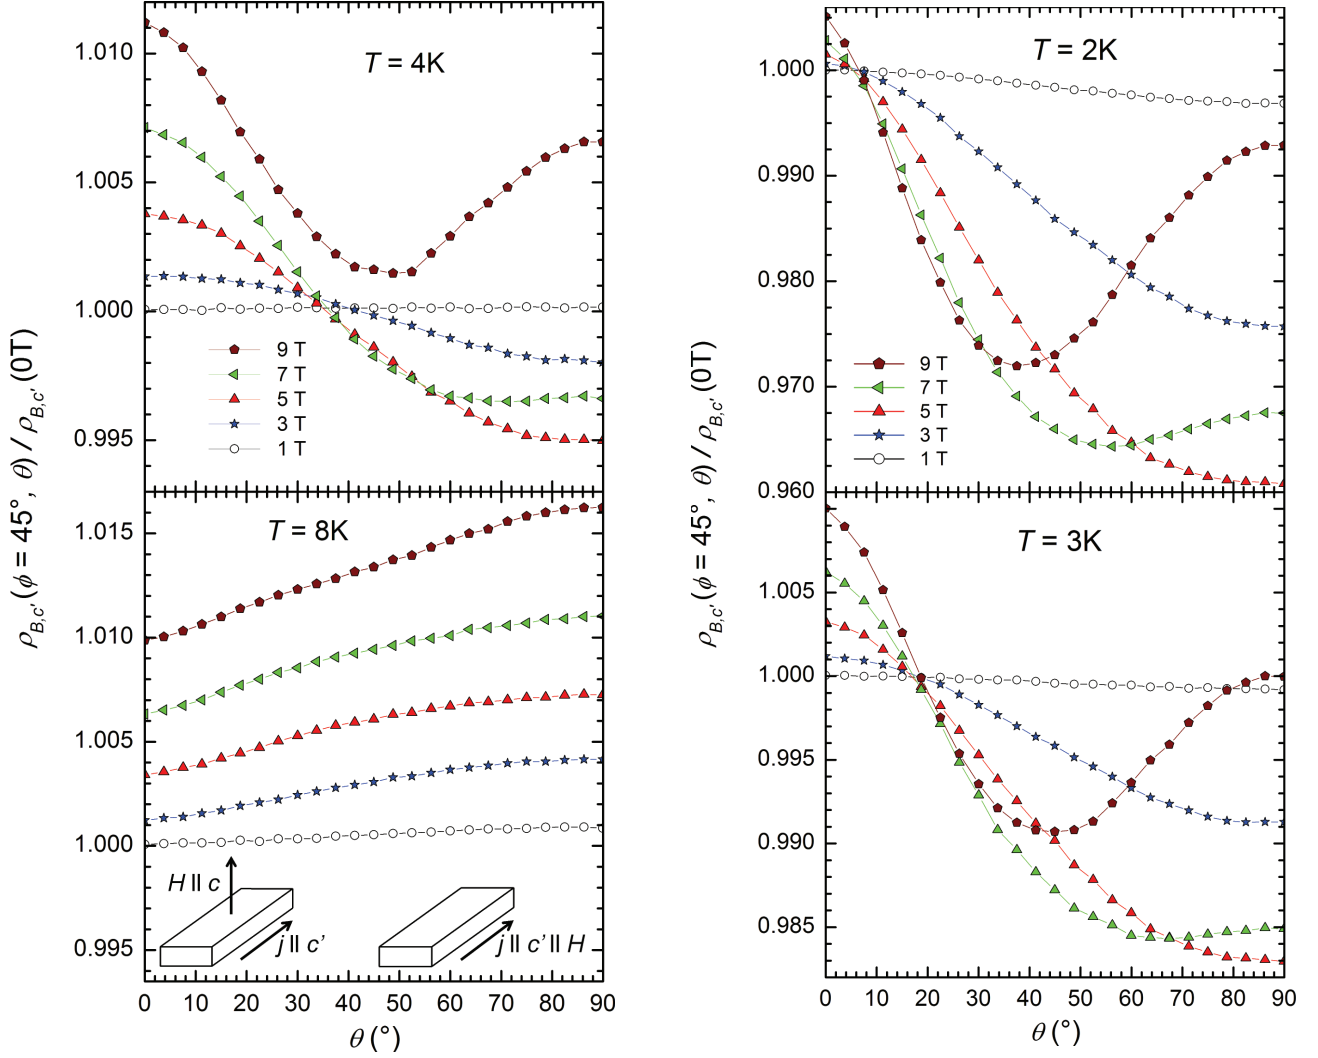 T = 4K
1.010
1.005
1.000
0.995
9 T
7 T
5 T
3 T
1 T
ρB,c′(ϕ = 45°, θ) / ρB,c′(0T)
T = 8K
1.015
1.010
1.005
1.000
0.995
H ll c
j ll c'
j ll c' ll H
0 10 20 30 40 50 60 70 80 90
θ (°)
T = 2K
1.000
0.990
0.980
0.970
0.960
9 T
7 T
5 T
3 T
1 T
ρB,c′(ϕ = 45°, θ) / ρB,c′(0T)
T = 3K
1.005
1.000
0.995
0.990
0.985
0 10 20 30 40 50 60 70 80 90
θ (°)